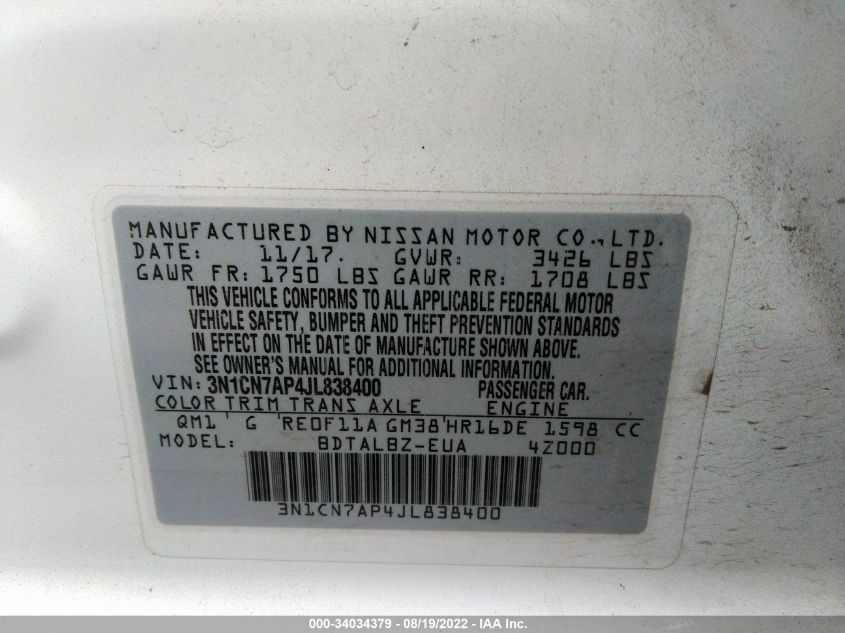 MANUFACTURED BY NISSAN MOTOR CO., LTD.
DATE: 11/17. GVWR: 3426 LBS
GAWR FR: 1750 LBS GAWR RR: 1708 LBS
THIS VEHICLE CONFORMS TO ALL APPLICABLE FEDERAL MOTOR
VEHICLE SAFETY, BUMPER AND THEFT PREVENTION STANDARDS
IN EFFECT ON THE DATE OF MANUFACTURE SHOWN ABOVE.
SEE OWNER'S MANUAL FOR ADDITIONAL INFORMATION.
VIN: 3N1CN7AP4JL838400 PASSENGER CAR.
COLOR TRIM TRANS AXLE ENGINE
QM1 ' G ' RE0F11A GM38 ' HR16DE 1598 CC
MODEL: BDTALBZ-EUA 4Z000
3N1CN7AP4JL838400
000-34034379 - 08/19/2022 - IAA Inc.